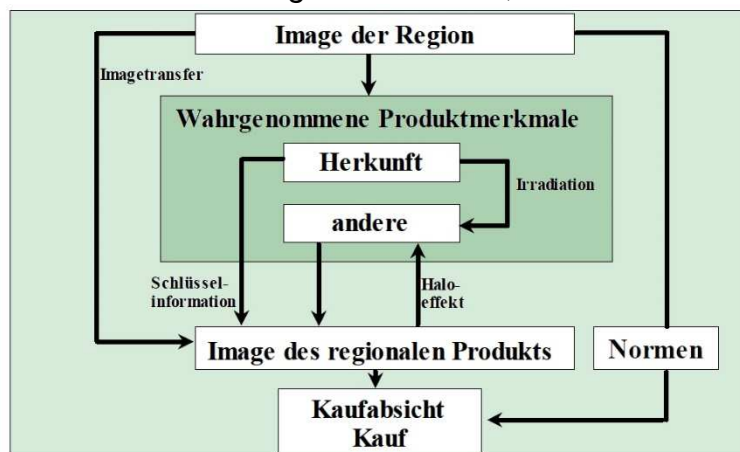 Image der Region
Imagetransfer
Wahrgenommene Produktmerkmale
Herkunft
Irradiation
andere
Schlüssel-
information
Halo-
effekt
Image des regionalen Produkts
Normen
Kaufabsicht
Kauf